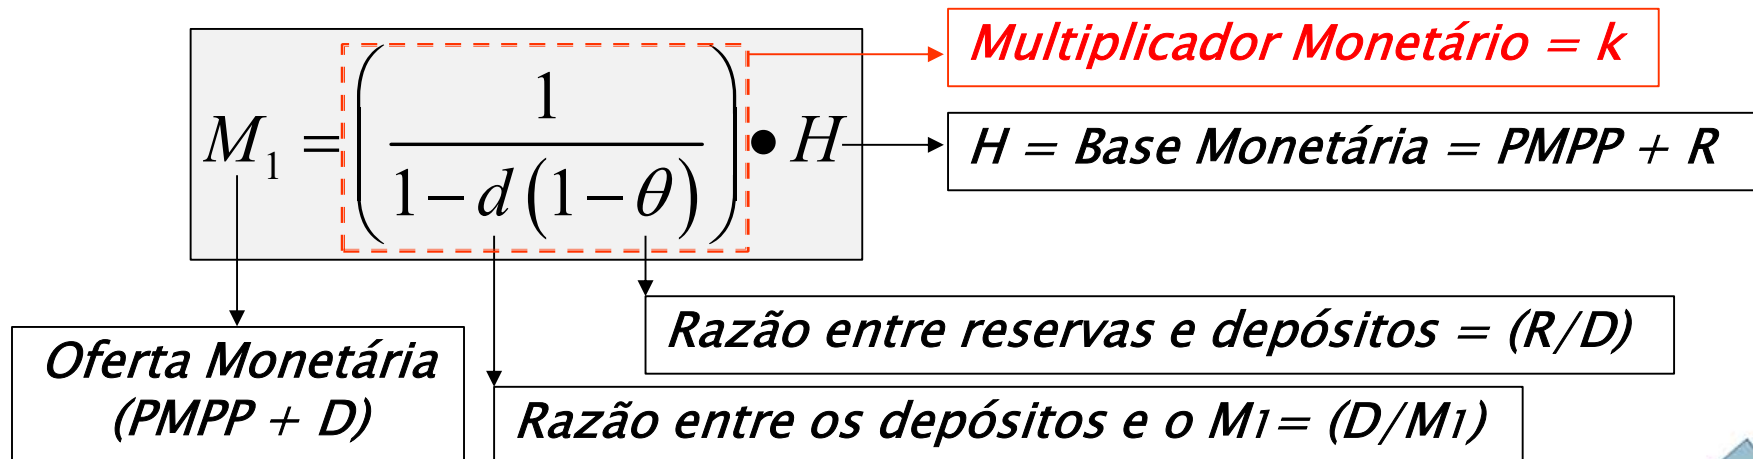 Multiplicador Monetário = k
M₁ = (1 / (1 − d (1 − θ))) • H
H = Base Monetária = PMPP + R
Razão entre reservas e depósitos = (R/D)
Oferta Monetária
(PMPP + D)
Razão entre os depósitos e o M1= (D/M1)